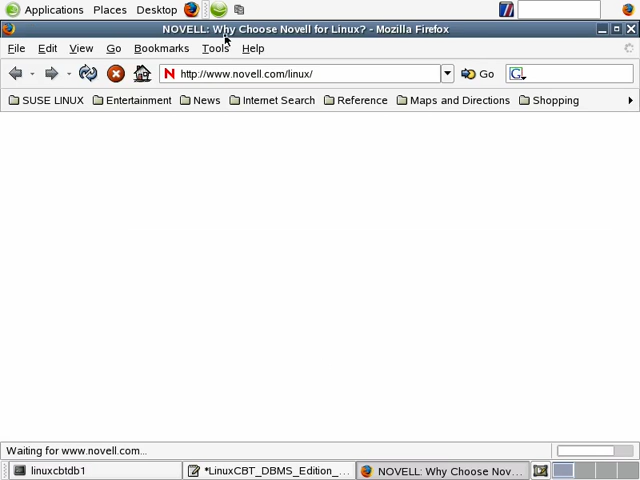 Applications Places Desktop
NOVELL: Why Choose Novell for Linux? - Mozilla Firefox
File Edit View Go Bookmarks Tools Help
N http://www.novell.com/linux/ Go G
SUSE LINUX Entertainment News Internet Search Reference Maps and Directions Shopping
Waiting for www.novell.com...
linuxcbtdb1 *LinuxCBT_DBMS_Edition_... NOVELL: Why Choose Nov...